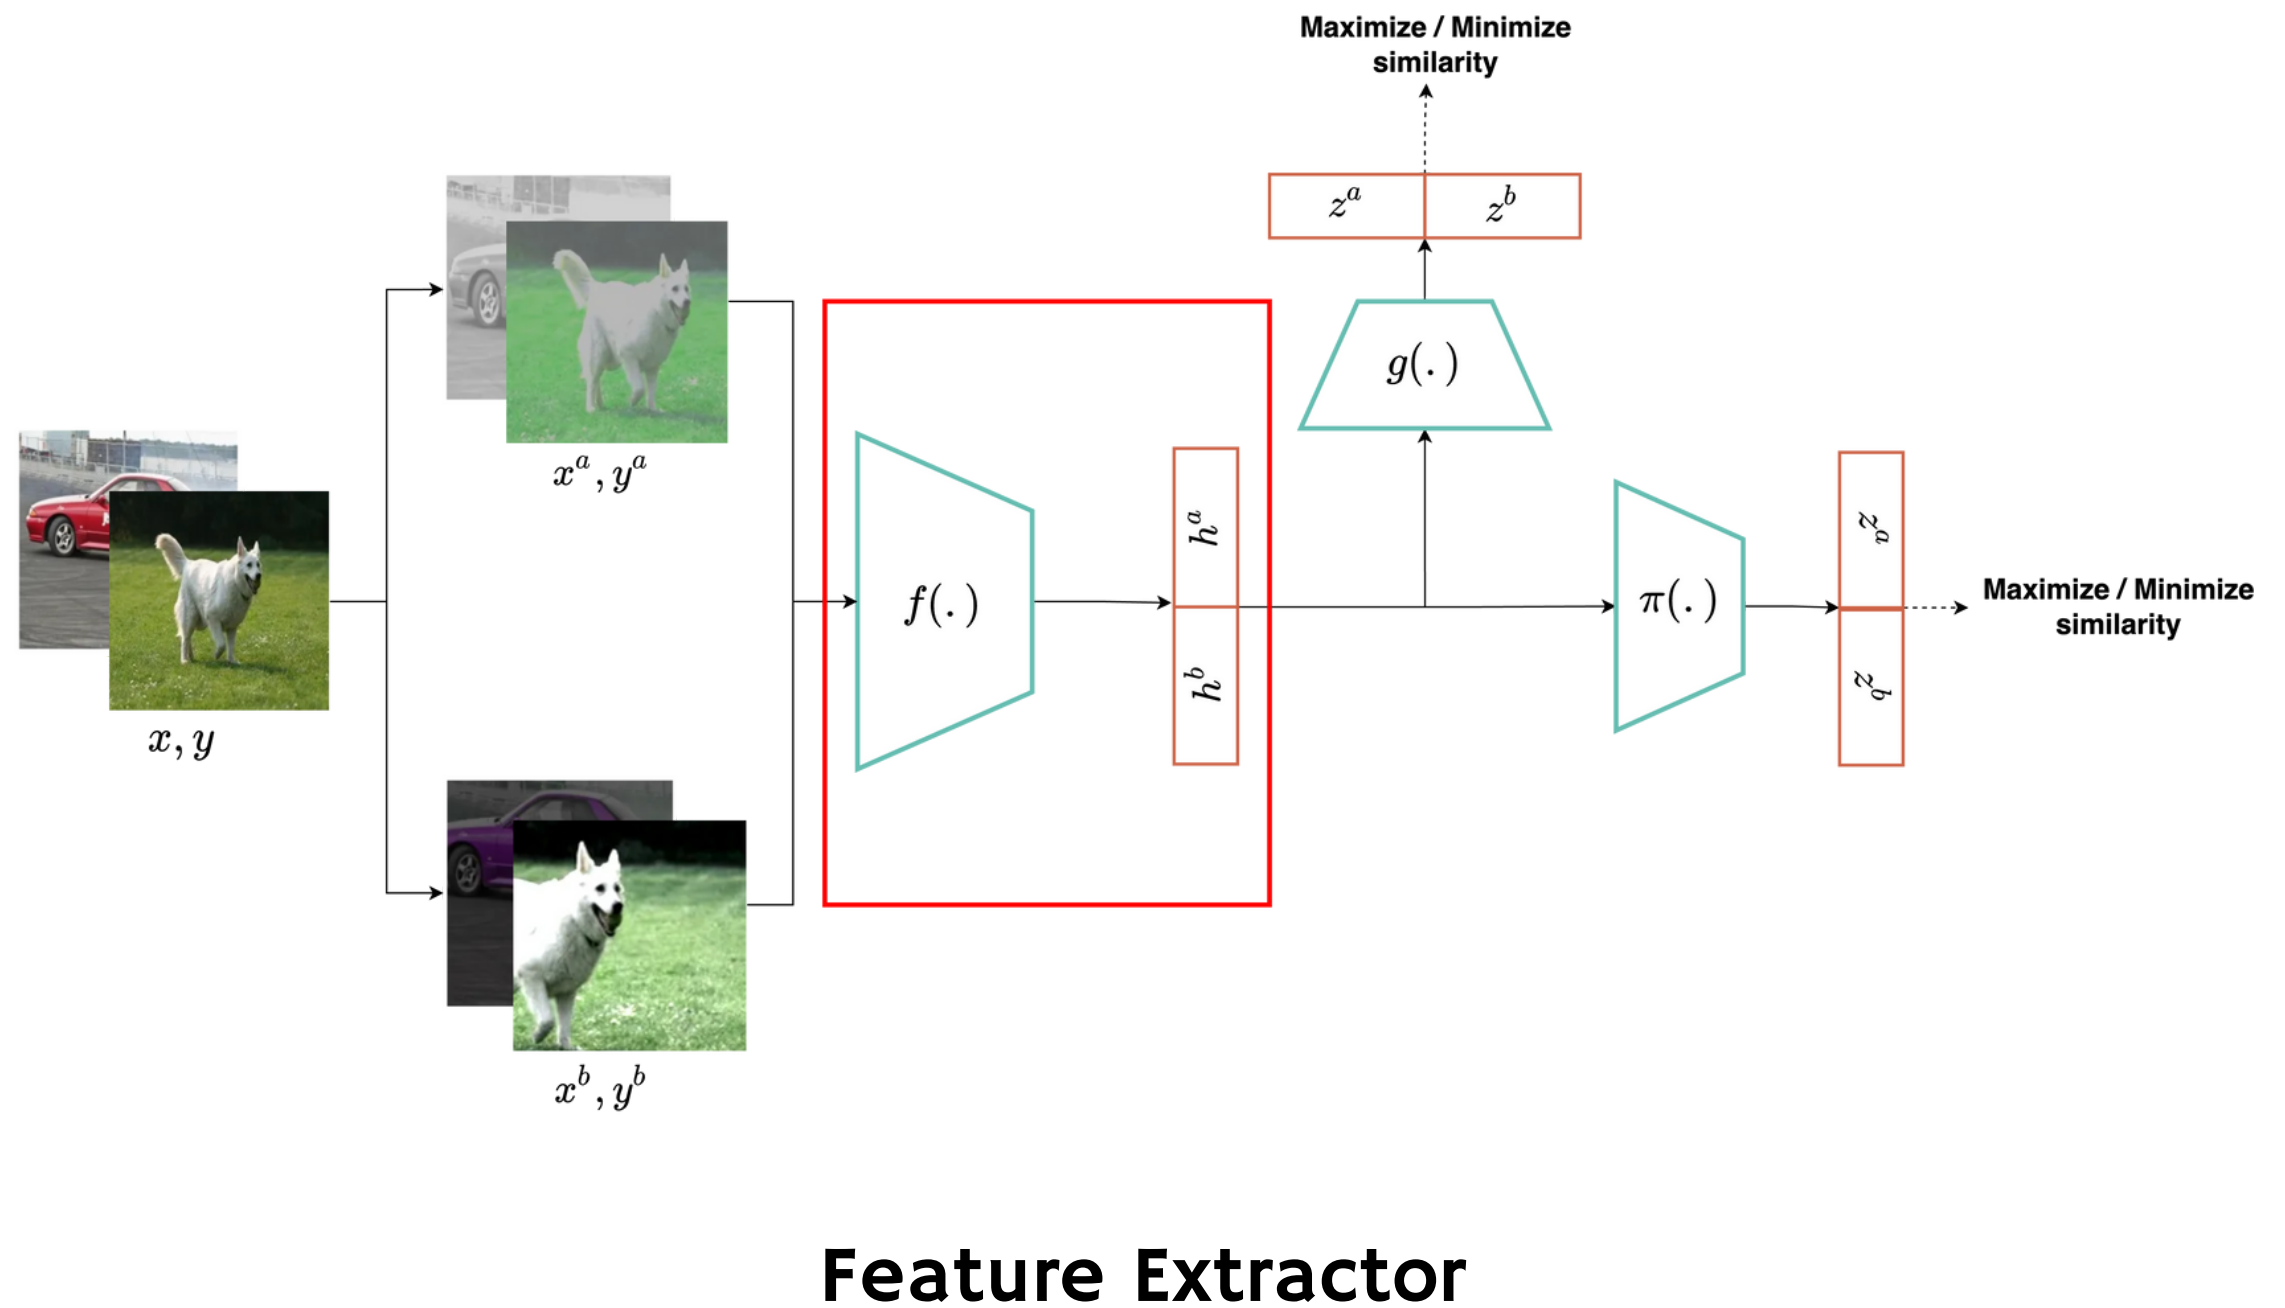 Maximize / Minimize
similarity
z^a z^b
g(.)
x^a, y^a
h^a
f(.)
h^b
π(.)
z^a
z^b
Maximize / Minimize
similarity
x, y
x^b, y^b
Feature Extractor